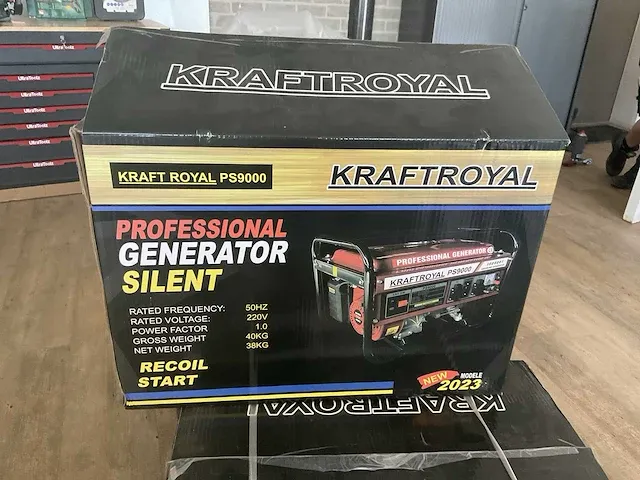 KRAFTROYAL
KRAFT ROYAL PS9000
KRAFTROYAL
PROFESSIONAL
GENERATOR
SILENT
RATED FREQUENCY: 50HZ
RATED VOLTAGE: 220V
POWER FACTOR 1.0
GROSS WEIGHT 40KG
NET WEIGHT 38KG
RECOIL
START
PROFESSIONAL GENERATOR
KRAFTROYAL PS9000
NEW MODELE
2023
KRAFTROYAL